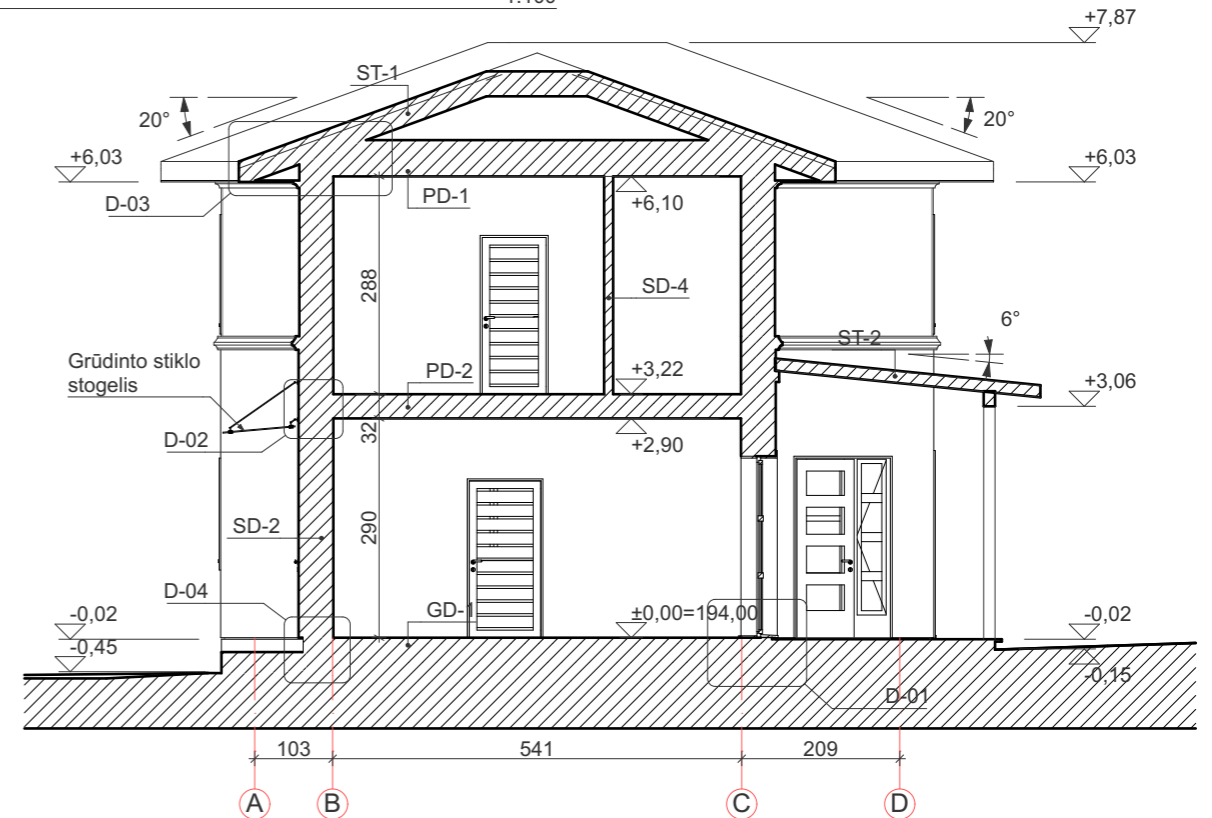 +7,87
ST-1
20°
20°
+6,03
+6,03
D-03
PD-1
+6,10
288
SD-4
6°
ST-2
Grūdinto stiklo
stogelis
PD-2
+3,22
+3,06
D-02
32
+2,90
SD-2
290
D-04
GD-1
±0,00=194,00
-0,02
-0,02
-0,45
-0,15
D-01
103
541
209
A
B
C
D